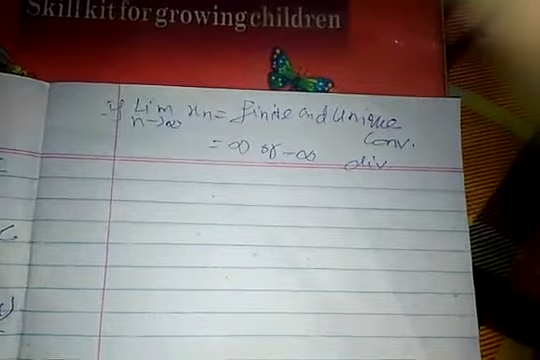 Skill kit for growing children
if Lim xn = finite and Unique
n→∞ Conv.
= ∞ or -∞ div